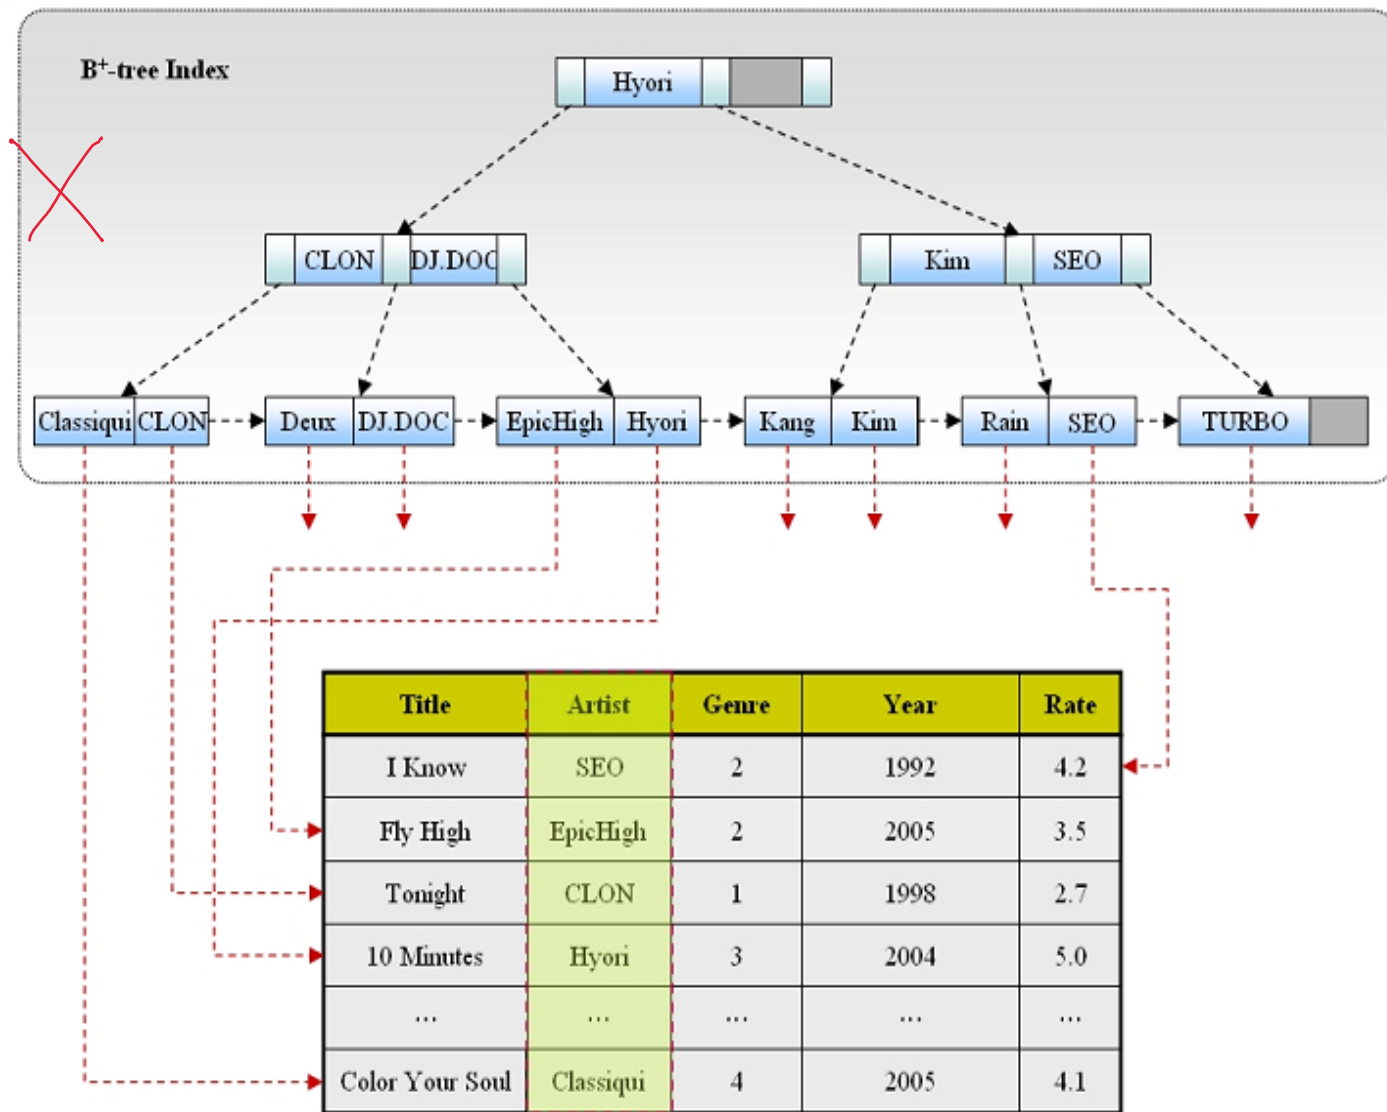 B+-tree Index
Hyori
CLON DJ.DOC
Kim SEO
Classiqui CLON Deux DJ.DOC EpicHigh Hyori Kang Kim Rain SEO TURBO
Title Artist Genre Year Rate
I Know SEO 2 1992 4.2
Fly High EpicHigh 2 2005 3.5
Tonight CLON 1 1998 2.7
10 Minutes Hyori 3 2004 5.0
... ... ... ... ...
Color Your Soul Classiqui 4 2005 4.1